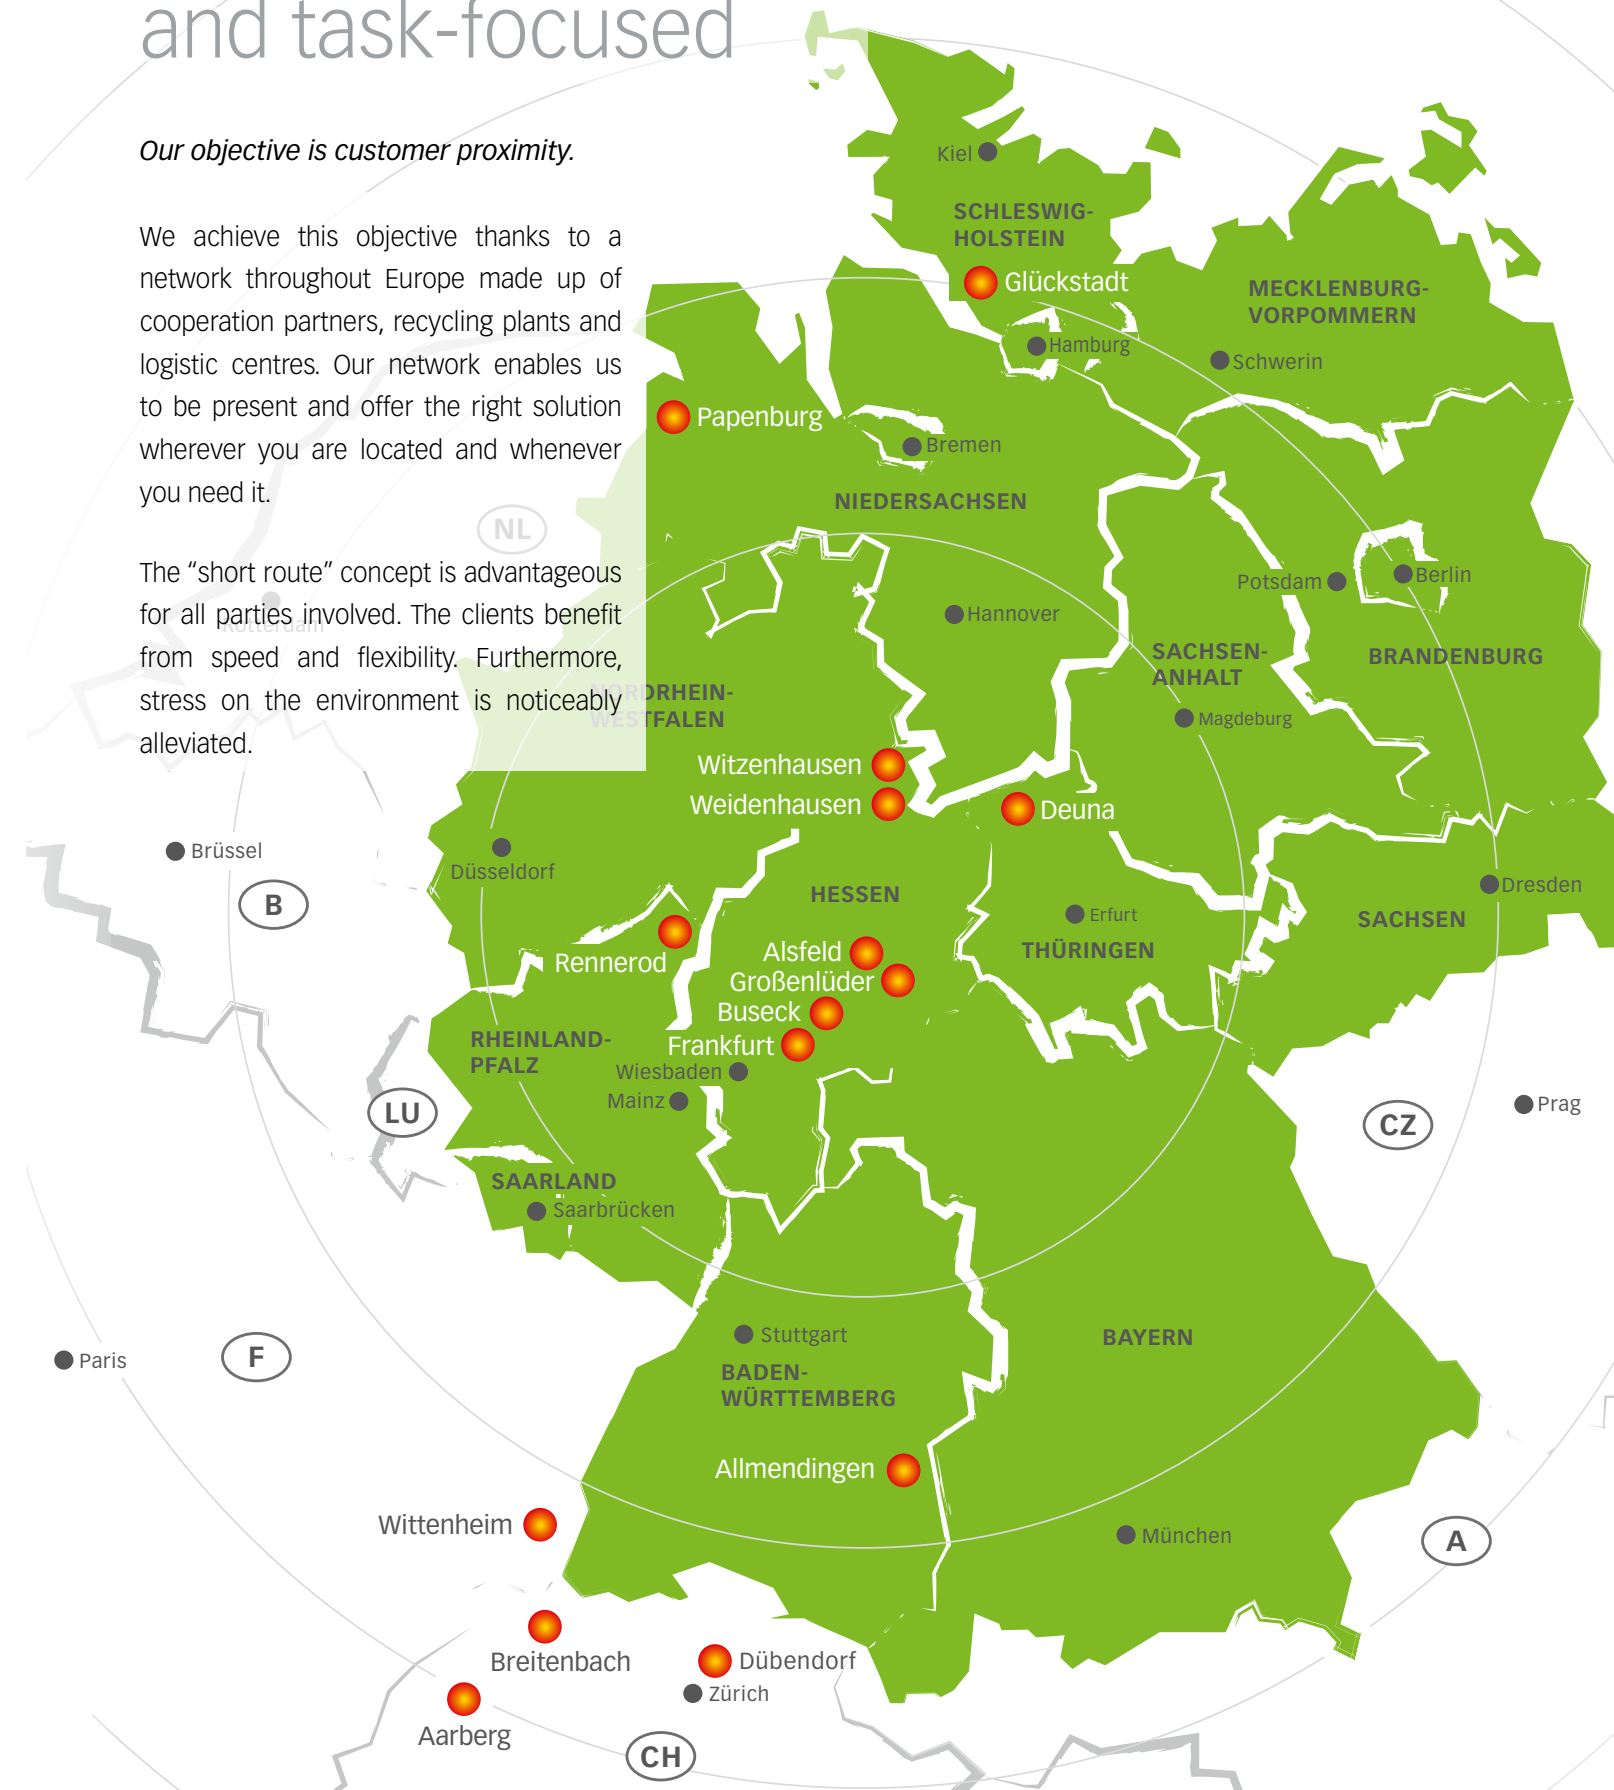 and task-focused
Our objective is customer proximity.
We achieve this objective thanks to a
network throughout Europe made up of
cooperation partners, recycling plants and
logistic centres. Our network enables us
to be present and offer the right solution
wherever you are located and whenever
you need it.
The “short route” concept is advantageous
for all parties involved. The clients benefit
from speed and flexibility. Furthermore,
stress on the environment is noticeably
alleviated.
Kiel
SCHLESWIG-
HOLSTEIN
Glückstadt
MECKLENBURG-
VORPOMMERN
Hamburg
Schwerin
Papenburg
Bremen
NIEDERSACHSEN
NL
Potsdam
Berlin
Rotterdam
Hannover
SACHSEN-
ANHALT
BRANDENBURG
NORDRHEIN-
WESTFALEN
Magdeburg
Witzenhausen
Weidenhausen
Deuna
Brüssel
B
Düsseldorf
HESSEN
Dresden
Erfurt
SACHSEN
THÜRINGEN
Rennerod
Alsfeld
Großenlüder
Buseck
Frankfurt
RHEINLAND-
PFALZ
Wiesbaden
Mainz
LU
CZ
Prag
SAARLAND
Saarbrücken
Stuttgart
BAYERN
Paris
F
BADEN-
WÜRTTEMBERG
Allmendingen
Wittenheim
München
A
Breitenbach
Dübendorf
Zürich
Aarberg
CH